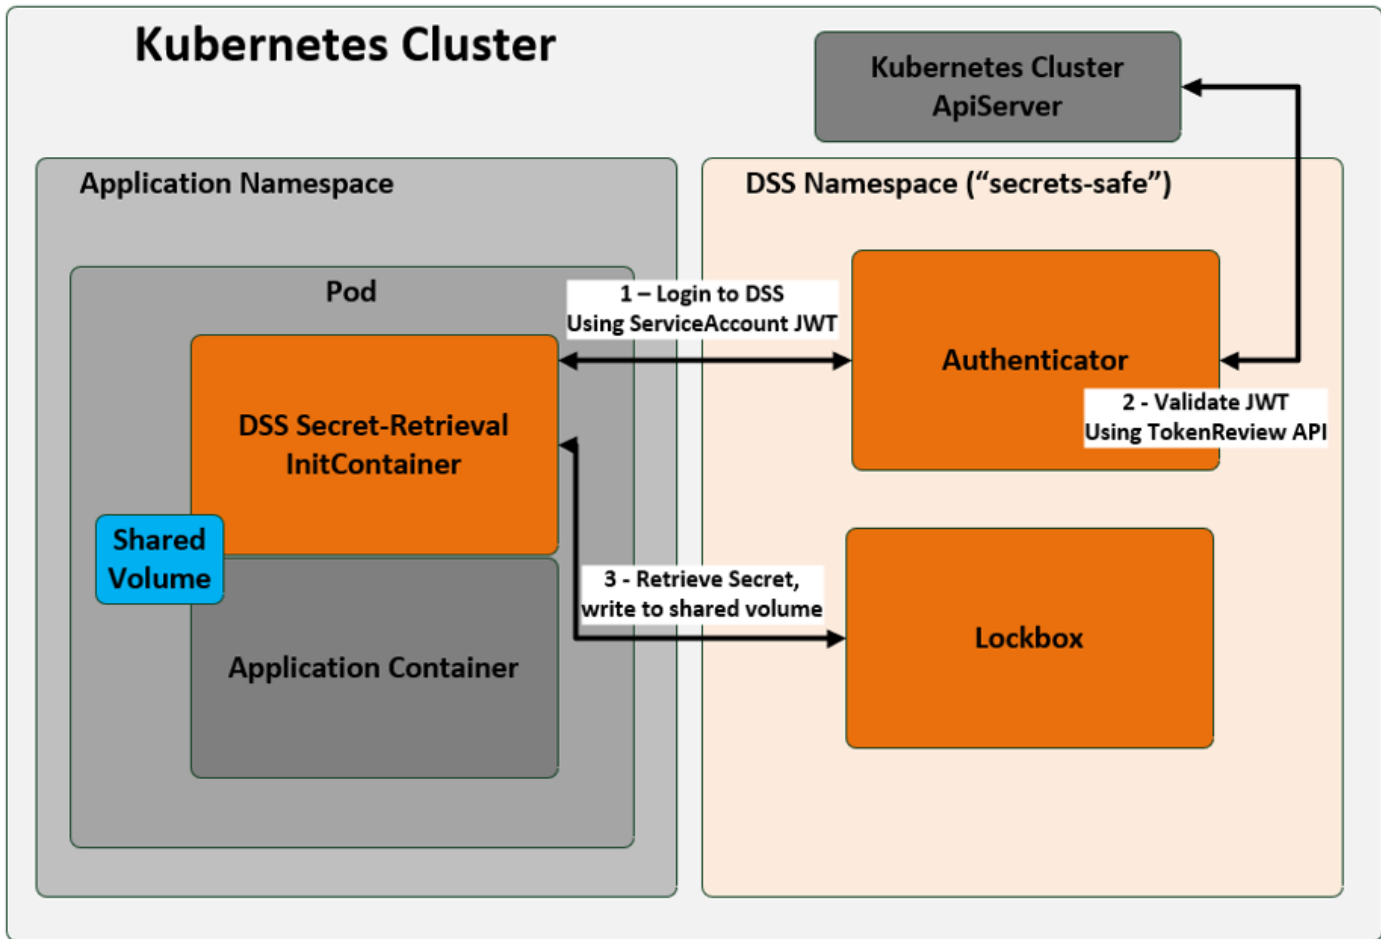 Kubernetes Cluster
Kubernetes Cluster
ApiServer
Application Namespace
DSS Namespace (“secrets-safe”)
Pod
1 – Login to DSS
Using ServiceAccount JWT
Authenticator
2 - Validate JWT
Using TokenReview API
DSS Secret-Retrieval
InitContainer
Shared
Volume
3 - Retrieve Secret,
write to shared volume
Lockbox
Application Container